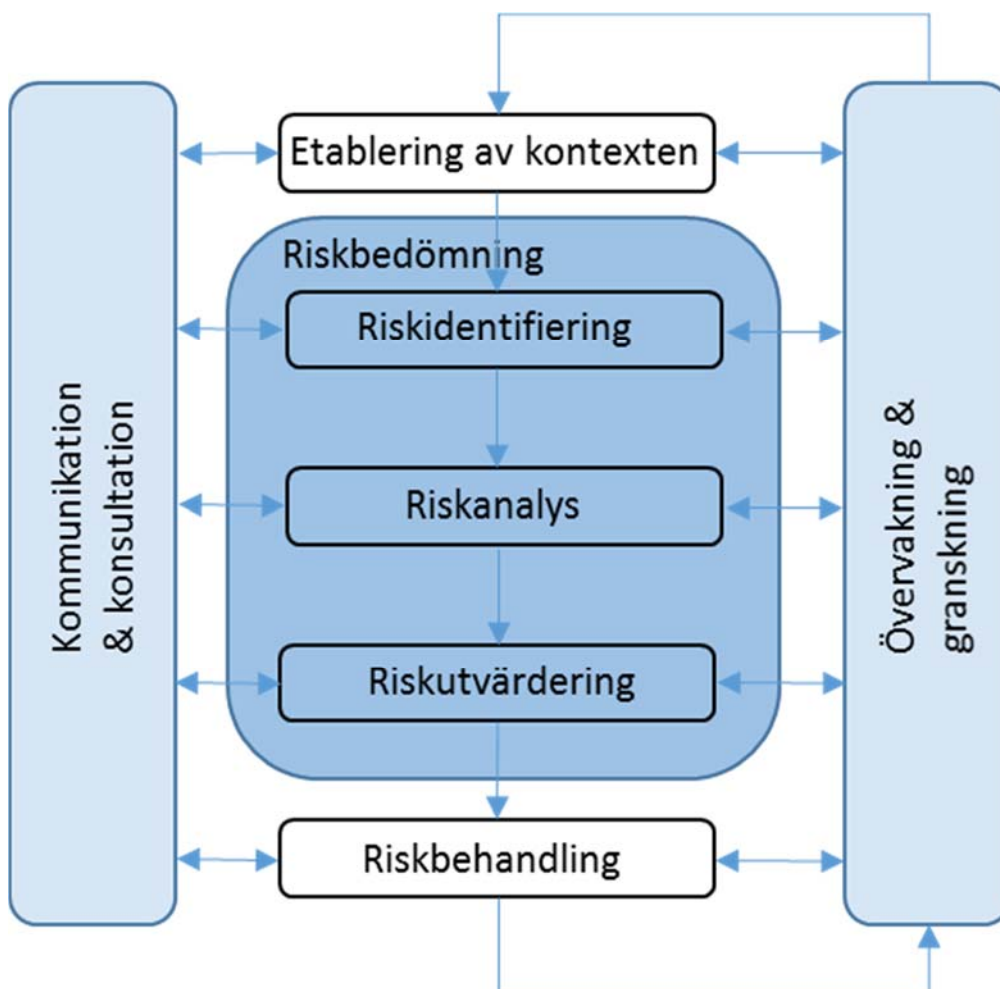 Etablering av kontexten
Riskbedömning
Riskidentifiering
Riskanalys
Riskutvärdering
Riskbehandling
Kommunikation
& konsultation
Övervakning &
granskning